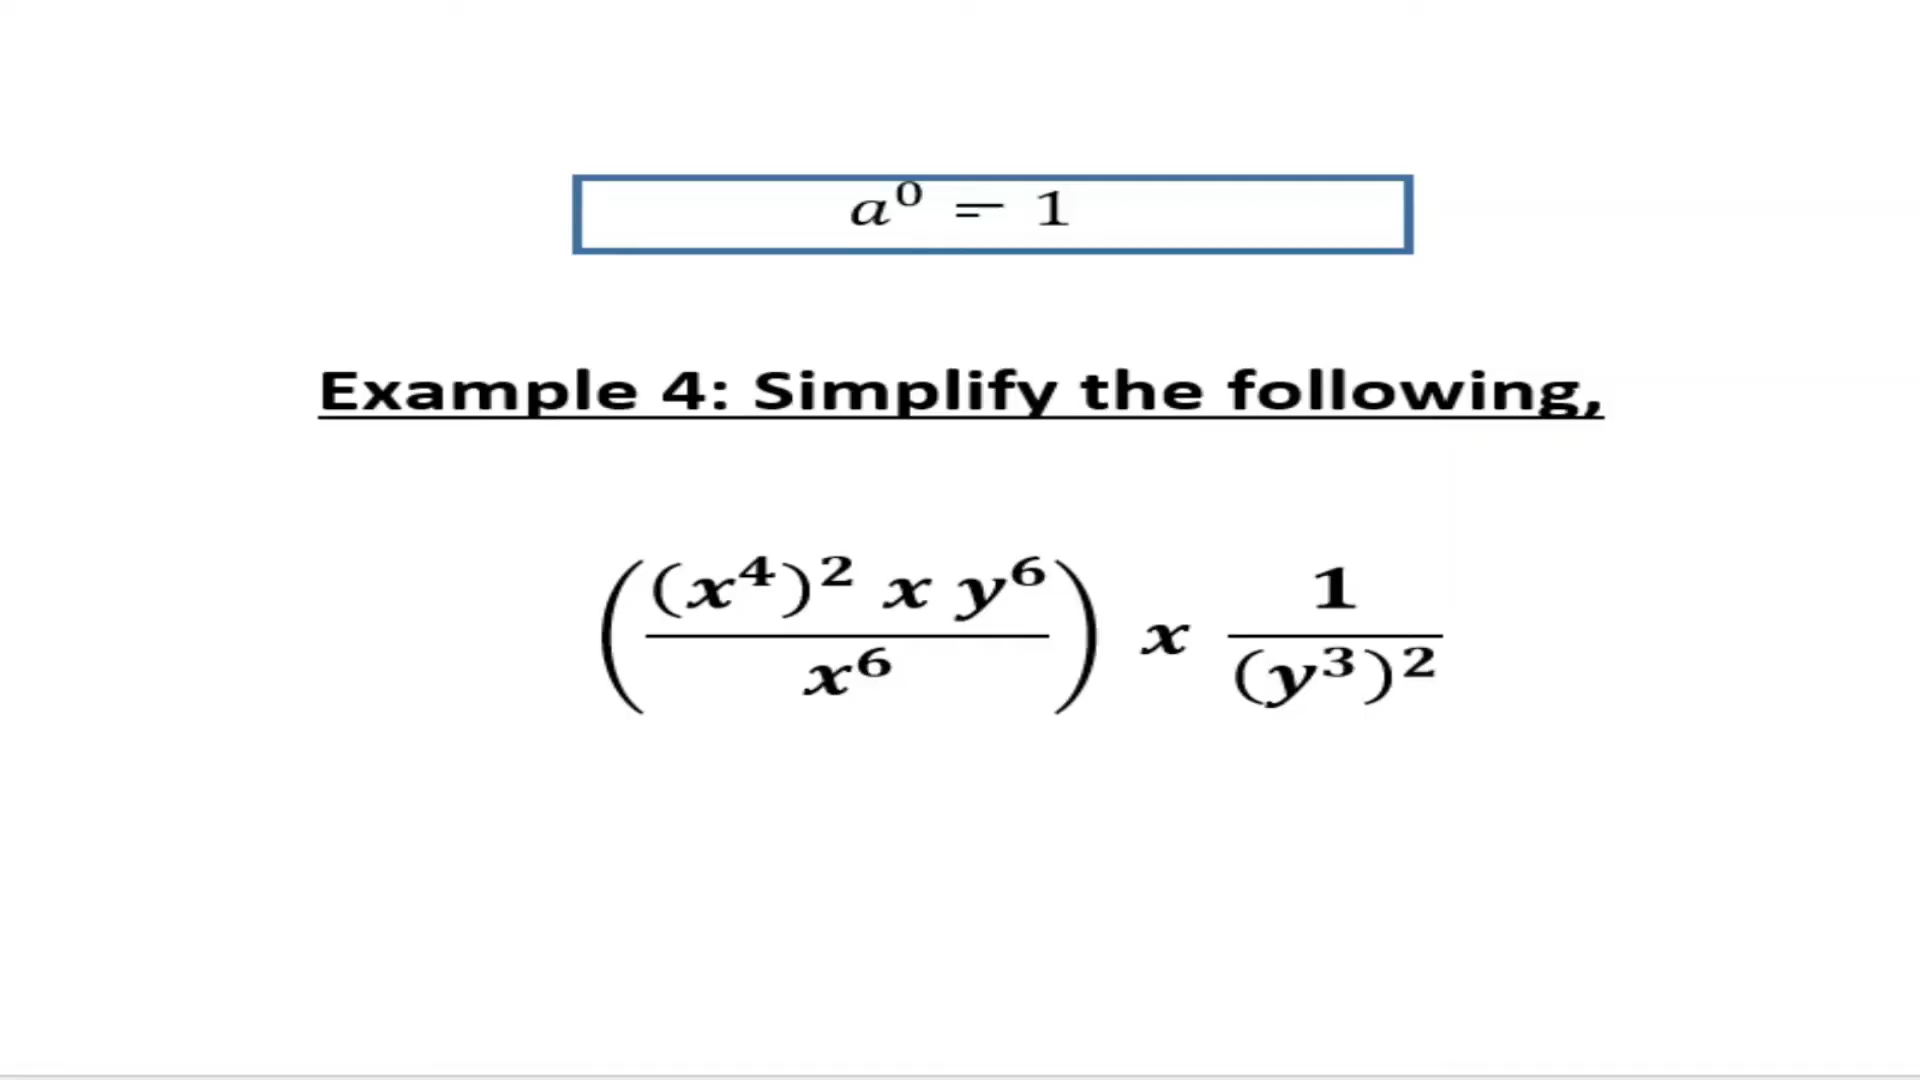 a⁰ = 1
Example 4: Simplify the following,
( (x⁴)² x y⁶ / x⁶ ) x 1 / (y³)²